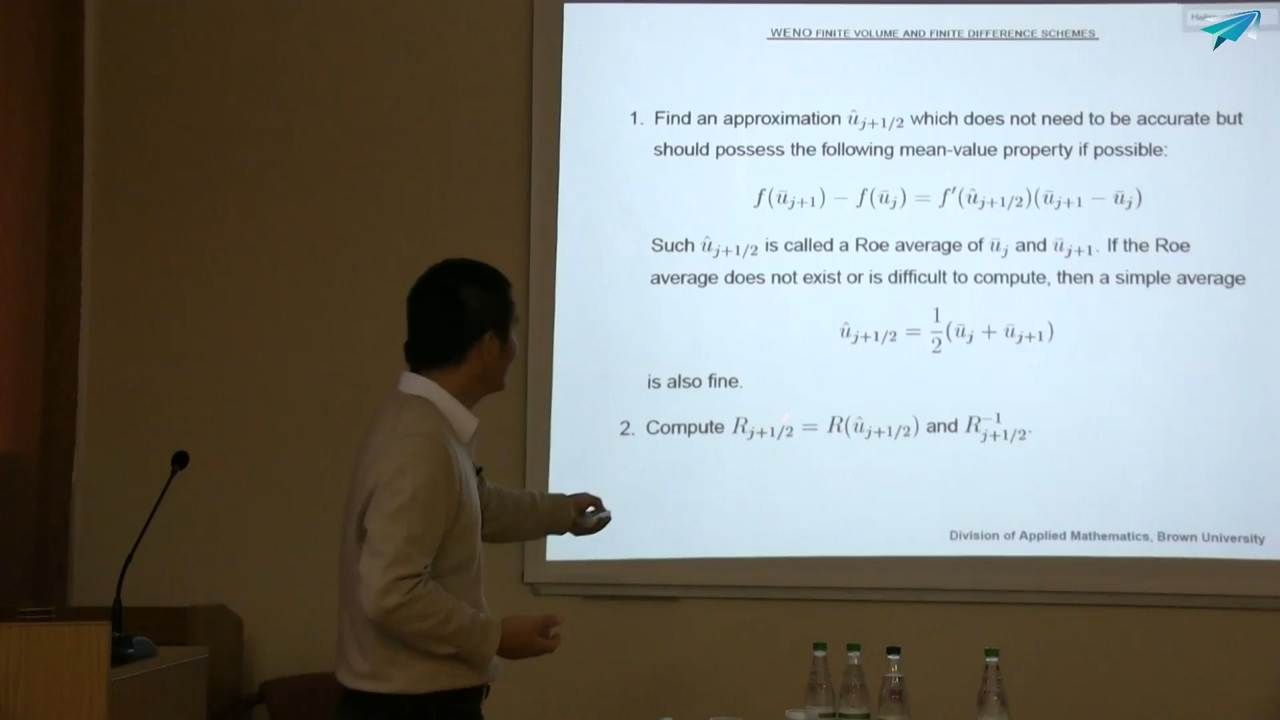 WENO FINITE VOLUME AND FINITE DIFFERENCE SCHEMES
1. Find an approximation û_{j+1/2} which does not need to be accurate but
should possess the following mean-value property if possible:
f(ū_{j+1}) − f(ū_j) = f′(û_{j+1/2})(ū_{j+1} − ū_j)
Such û_{j+1/2} is called a Roe average of ū_j and ū_{j+1}. If the Roe
average does not exist or is difficult to compute, then a simple average
û_{j+1/2} = 1/2(ū_j + ū_{j+1})
is also fine.
2. Compute R_{j+1/2} = R(û_{j+1/2}) and R^{-1}_{j+1/2}.
Division of Applied Mathematics, Brown University